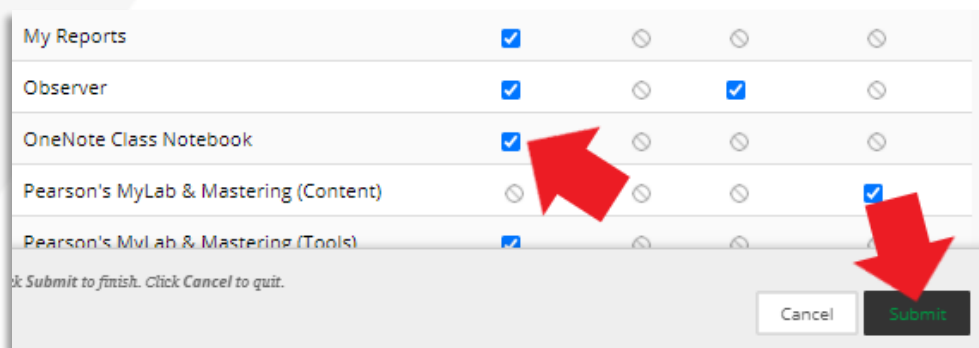 My Reports
Observer
OneNote Class Notebook
Pearson's MyLab & Mastering (Content)
Pearson's MyLab & Mastering (Tools)
Submit to finish. Click Cancel to quit.
Cancel Submit